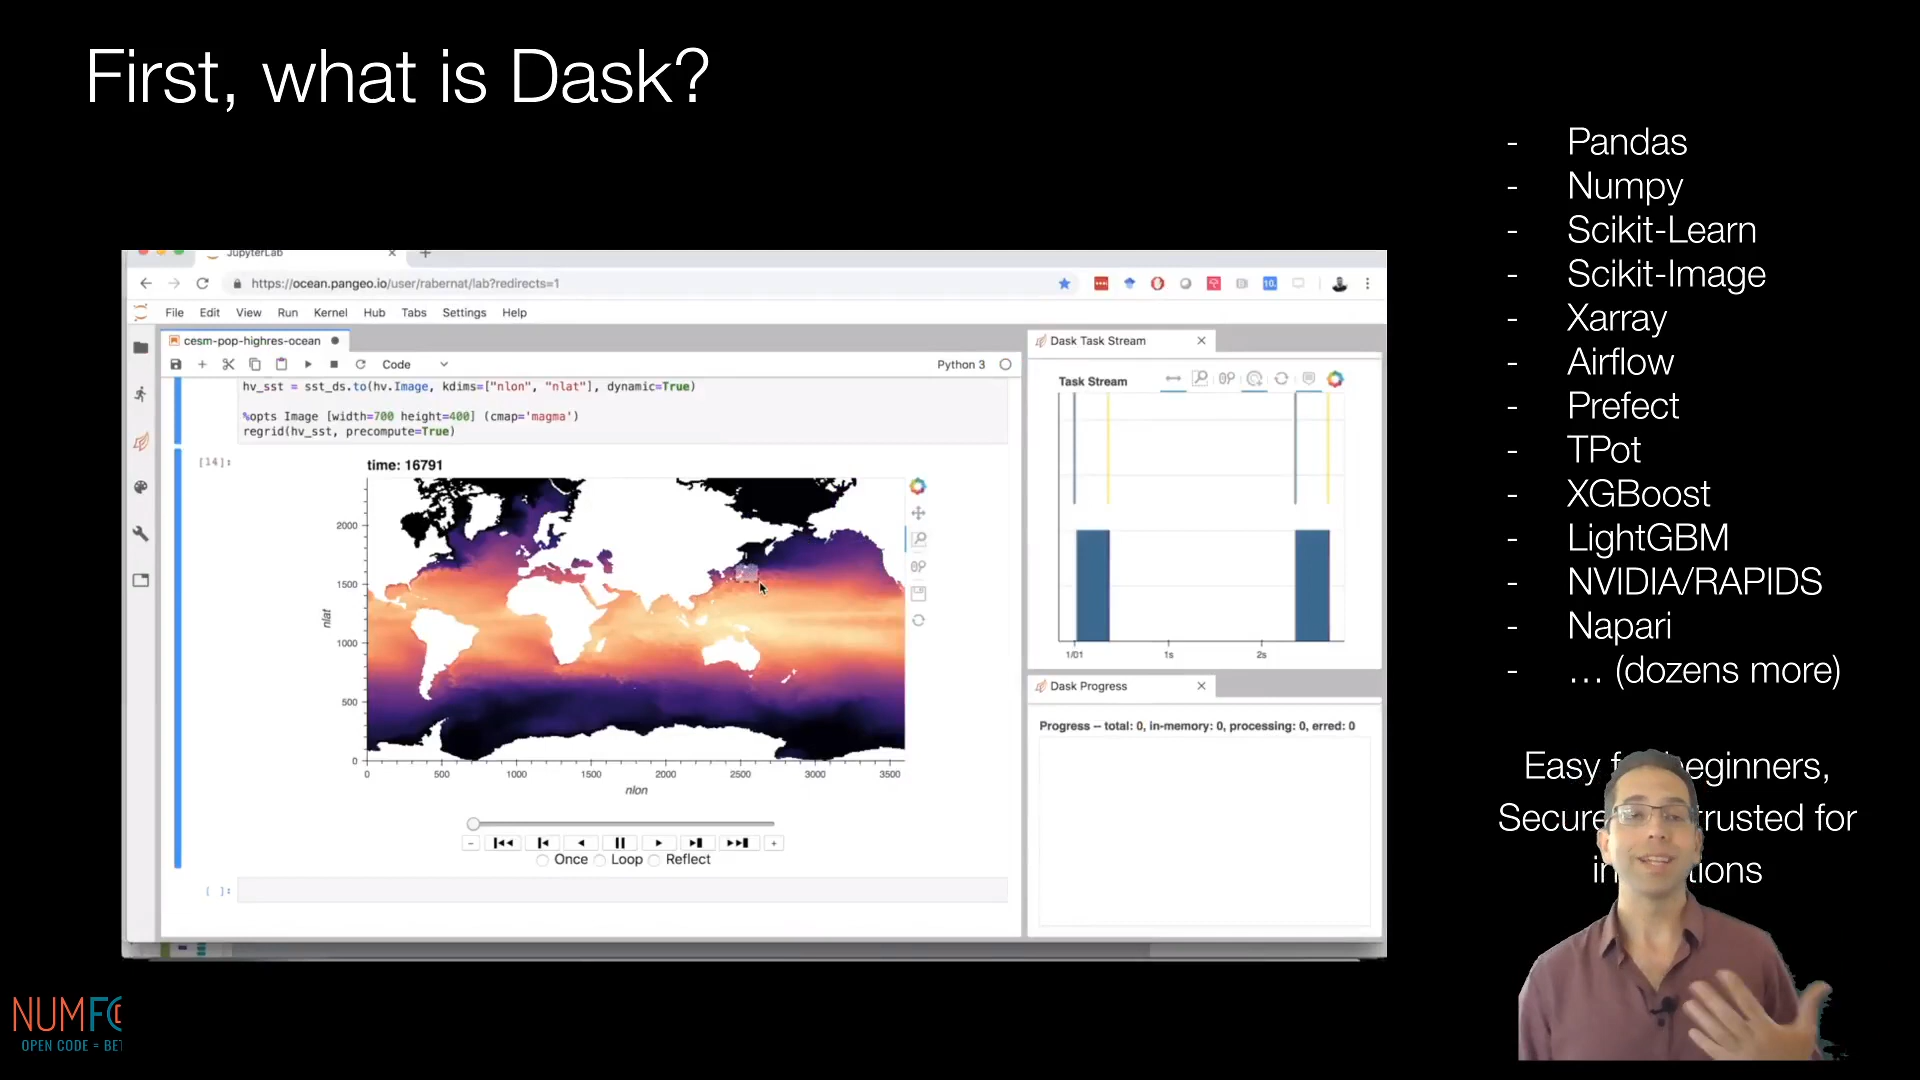 First, what is Dask?
- Pandas
- Numpy
- Scikit-Learn
- Scikit-Image
- Xarray
- Airflow
- Prefect
- TPot
- XGBoost
- LightGBM
- NVIDIA/RAPIDS
- Napari
- … (dozens more)
Easy f eginners,
Secure rusted for
in tions
JupyterLab
https://ocean.pangeo.io/user/rabernat/lab?redirects=1
File Edit View Run Kernel Hub Tabs Settings Help
cesm-pop-highres-ocean
Code
Python 3
hv_sst = sst_ds.to(hv.Image, kdims=["nlon", "nlat"], dynamic=True)
%opts Image [width=700 height=400] (cmap='magma')
regrid(hv_sst, precompute=True)
[14]:
time: 16791
2000
1500
1000
500
0
nlat
0 500 1000 1500 2000 2500 3000 3500
nlon
Once Loop Reflect
[ ]:
Dask Task Stream
Task Stream
1/01 1s 2s
Dask Progress
Progress -- total: 0, in-memory: 0, processing: 0, erred: 0
NUMFO
OPEN CODE = BET